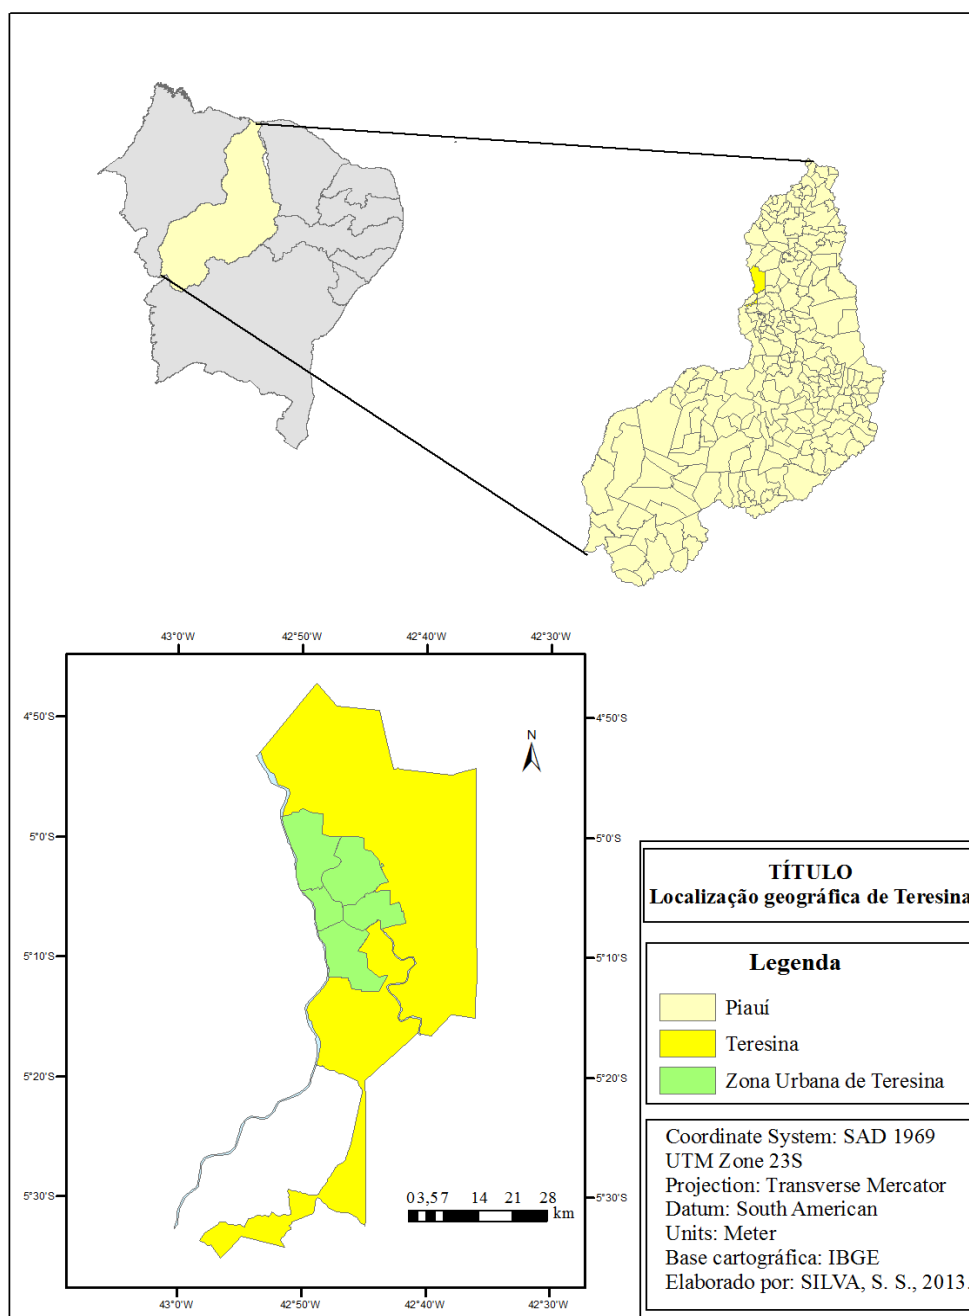 43°0'W 42°50'W 42°40'W 42°30'W
4°50'S 4°50'S
N
5°0'S 5°0'S
5°10'S 5°10'S
5°20'S 5°20'S
5°30'S 5°30'S
0 3,5 7 14 21 28
km
43°0'W 42°50'W 42°40'W 42°30'W
TÍTULO
Localização geográfica de Teresina
Legenda
Piauí
Teresina
Zona Urbana de Teresina
Coordinate System: SAD 1969
UTM Zone 23S
Projection: Transverse Mercator
Datum: South American
Units: Meter
Base cartográfica: IBGE
Elaborado por: SILVA, S. S., 2013.